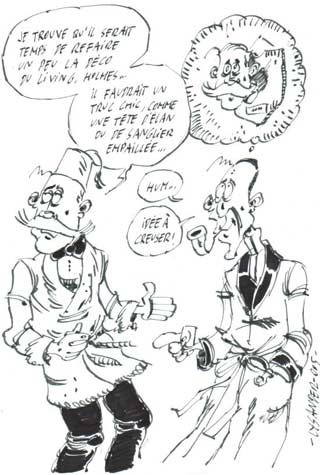 JE TROUVE QU'IL SERAIT
TEMPS DE REFAIRE
UN PEU LA DÉCO
DU LIVING, HOLMES...
IL FAUDRAIT UN
TRUC CHIC, COMME
UNE TÊTE D'ÉLAN
OU DE SANGLIER
EMPAILLÉE...
HUM...
IDÉE À
CREUSER!